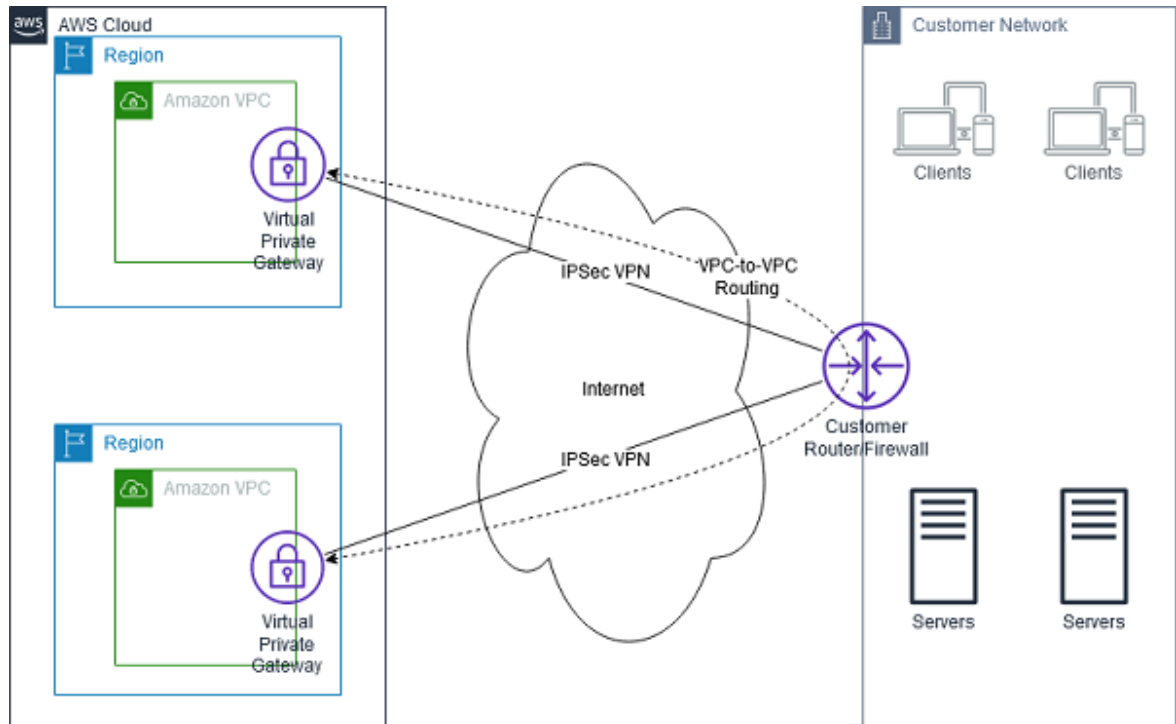 aws
AWS Cloud
Region
Amazon VPC
Virtual
Private
Gateway
IPSec VPN
VPC-to-VPC
Routing
Customer Network
Clients
Clients
Internet
Customer
Router/Firewall
Region
Amazon VPC
IPSec VPN
Virtual
Private
Gateway
Servers
Servers